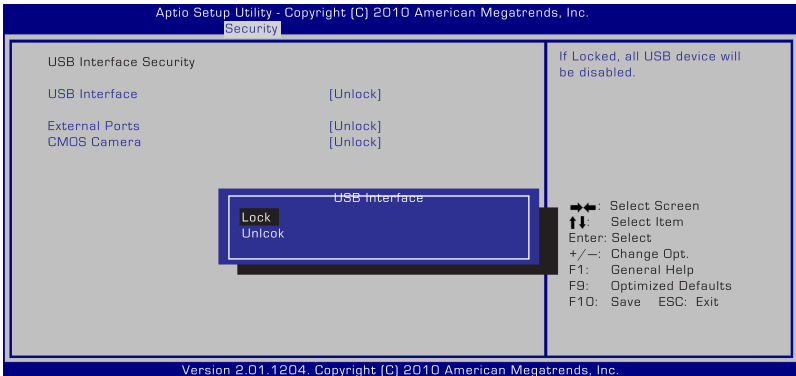 Aptio Setup Utility - Copyright (C) 2010 American Megatrends, Inc.
Security
USB Interface Security
USB Interface [Unlock]
External Ports [Unlock]
CMOS Camera [Unlock]
USB Interface
Lock
Unlcok
If Locked, all USB device will
be disabled.
→←: Select Screen
↑↓: Select Item
Enter: Select
+/—: Change Opt.
F1: General Help
F9: Optimized Defaults
F10: Save ESC: Exit
Version 2.01.1204. Copyright (C) 2010 American Megatrends, Inc.